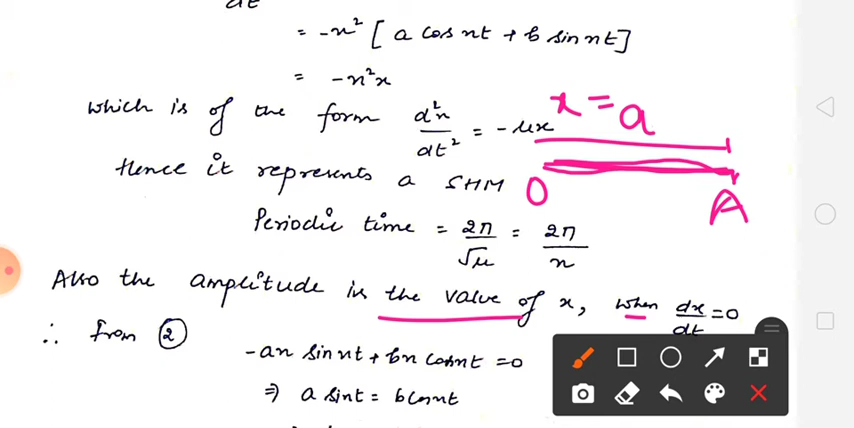 dt
= -n² [ a cos nt + b sin nt]
= -n²x
which is of the form d²x/dt² = -μx
x = a
Hence it represents a SHM
O
A
Periodic time = 2π/√μ = 2π/n
Also the amplitude is the value of x, when dx/dt = 0
∴ from ②
-an sin nt + bn cos nt = 0
⇒ a sin t = b cos nt